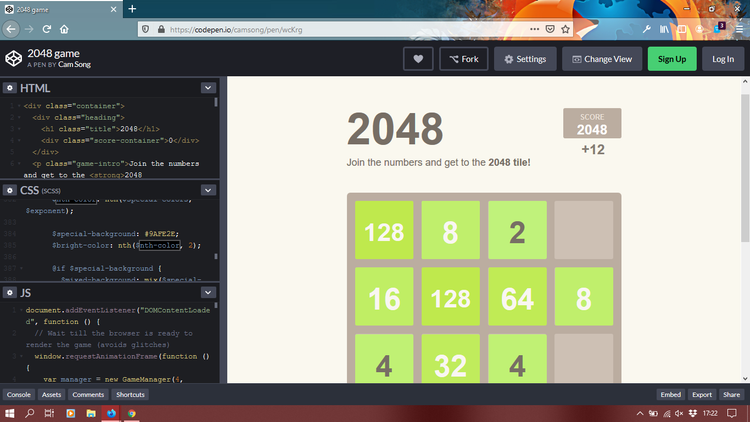 2048 game
https://codepen.io/camsong/pen/wcKrg
3
2048 game
A PEN BY Cam Song
Fork
Settings
Change View
Sign Up
Log In
HTML
<div class="container">
<div class="heading">
<h1 class="title">2048</h1>
<div class="score-container">0</div>
</div>
<p class="game-intro">Join the numbers
and get to the <strong>2048
CSS (SCSS)
$exponent);
$special-background: #9AFE2E;
$bright-color: nth($nth-color, 2);
@if $special-background {
JS
document.addEventListener("DOMContentLoade
d", function () {
// Wait till the browser is ready to
render the game (avoids glitches)
window.requestAnimationFrame(function ()
{
var manager = new GameManager(4,
2048
SCORE
2048
+12
Join the numbers and get to the 2048 tile!
128 8 2
16 128 64 8
4 32 4
Console Assets Comments Shortcuts
Embed Export Share
17:22